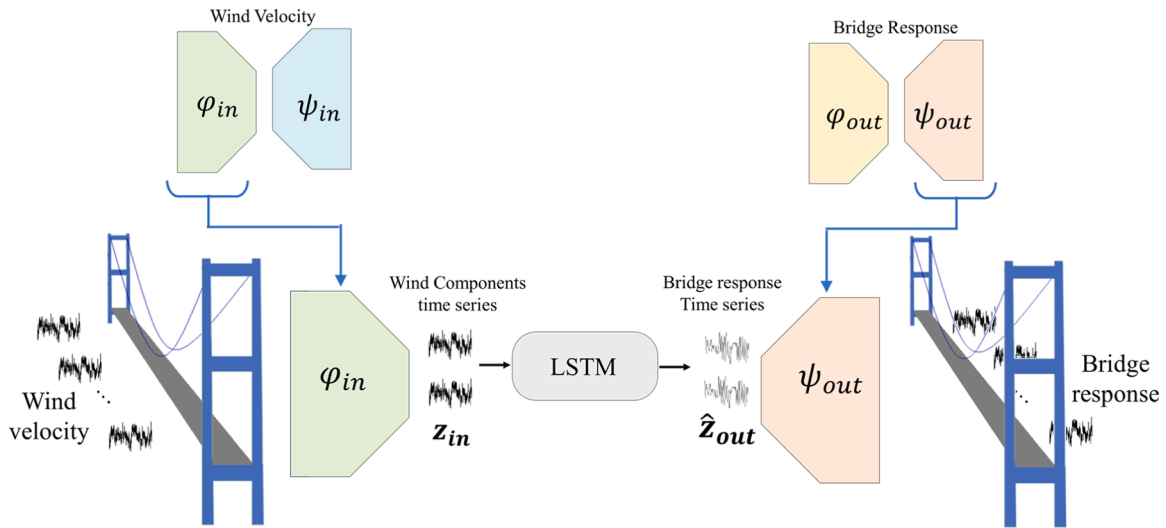 Wind Velocity
φin
ψin
Bridge Response
φout
ψout
Wind Components
time series
Bridge response
Time series
φin
LSTM
ψout
zin
ẑout
Wind
velocity
Bridge
response